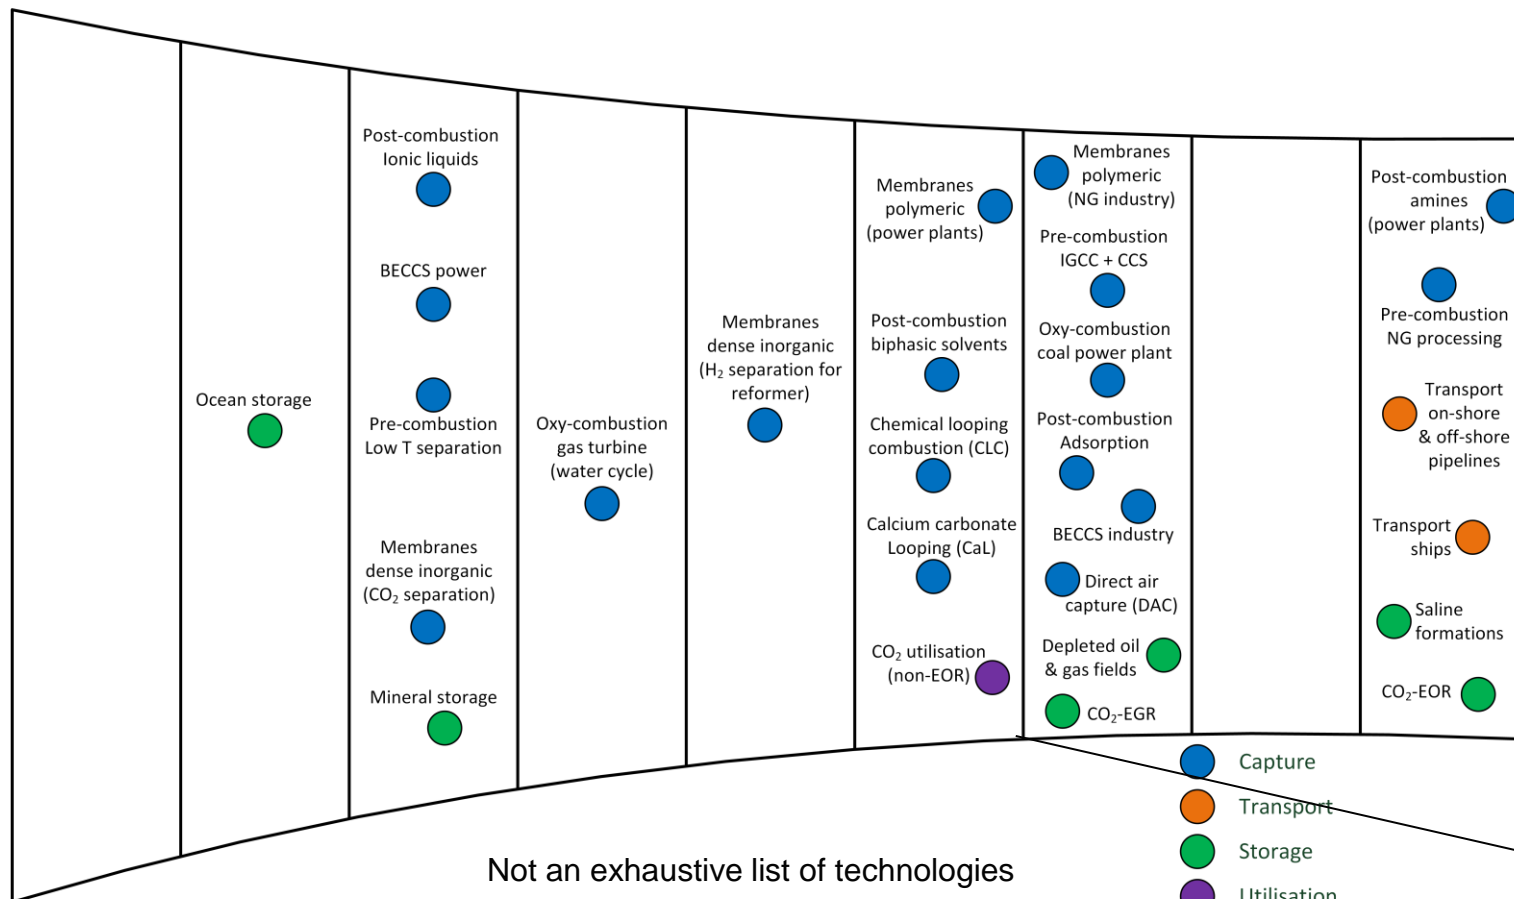 Ocean storage
Post-combustion
Ionic liquids
BECCS power
Pre-combustion
Low T separation
Membranes
dense inorganic
(CO₂ separation)
Mineral storage
Oxy-combustion
gas turbine
(water cycle)
Membranes
dense inorganic
(H₂ separation for
reformer)
Membranes
polymeric
(power plants)
Post-combustion
biphasic solvents
Chemical looping
combustion (CLC)
Calcium carbonate
Looping (CaL)
CO₂ utilisation
(non-EOR)
Membranes
polymeric
(NG industry)
Pre-combustion
IGCC + CCS
Oxy-combustion
coal power plant
Post-combustion
Adsorption
BECCS industry
Direct air
capture (DAC)
Depleted oil
& gas fields
CO₂-EGR
Post-combustion
amines
(power plants)
Pre-combustion
NG processing
Transport
on-shore
& off-shore
pipelines
Transport
ships
Saline
formations
CO₂-EOR
Capture
Transport
Storage
Utilisation
Not an exhaustive list of technologies